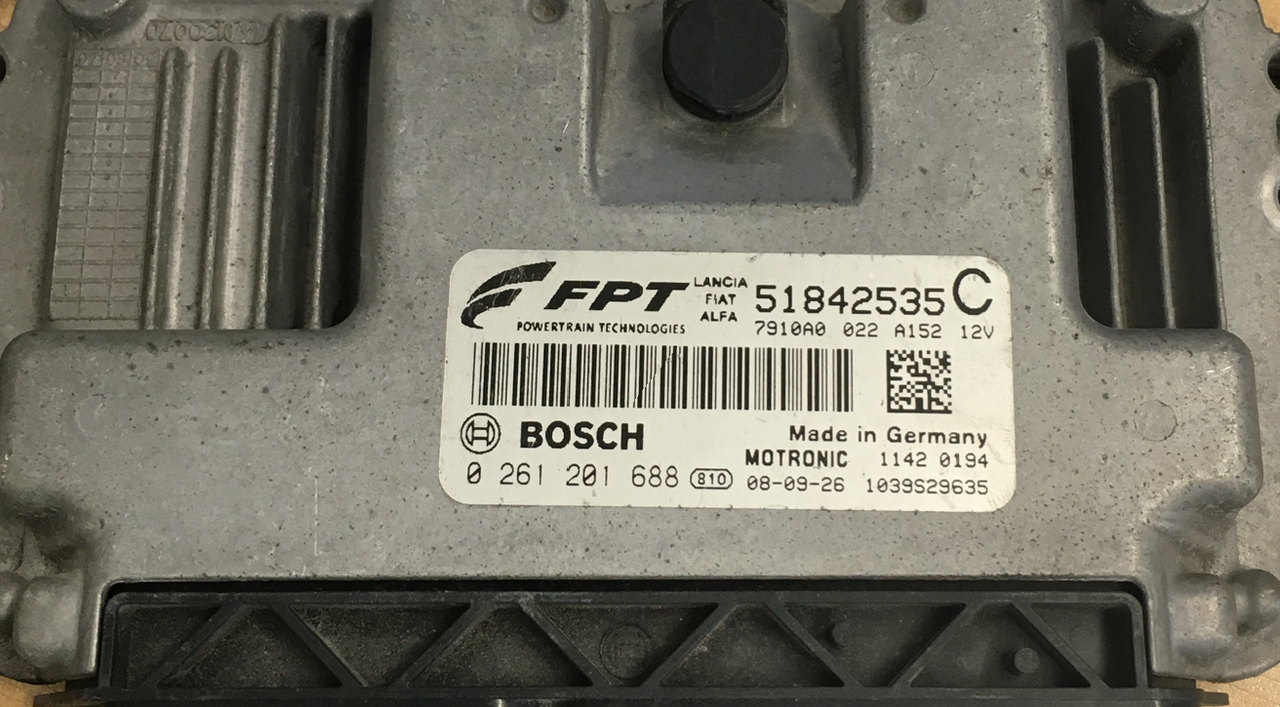 FPT
POWERTRAIN TECHNOLOGIES
LANCIA
FIAT
ALFA
51842535 C
7910A0 022 A152 12V
BOSCH
Made in Germany
MOTRONIC 1142 0194
0 261 201 688 810 08-09-26 1039S29635